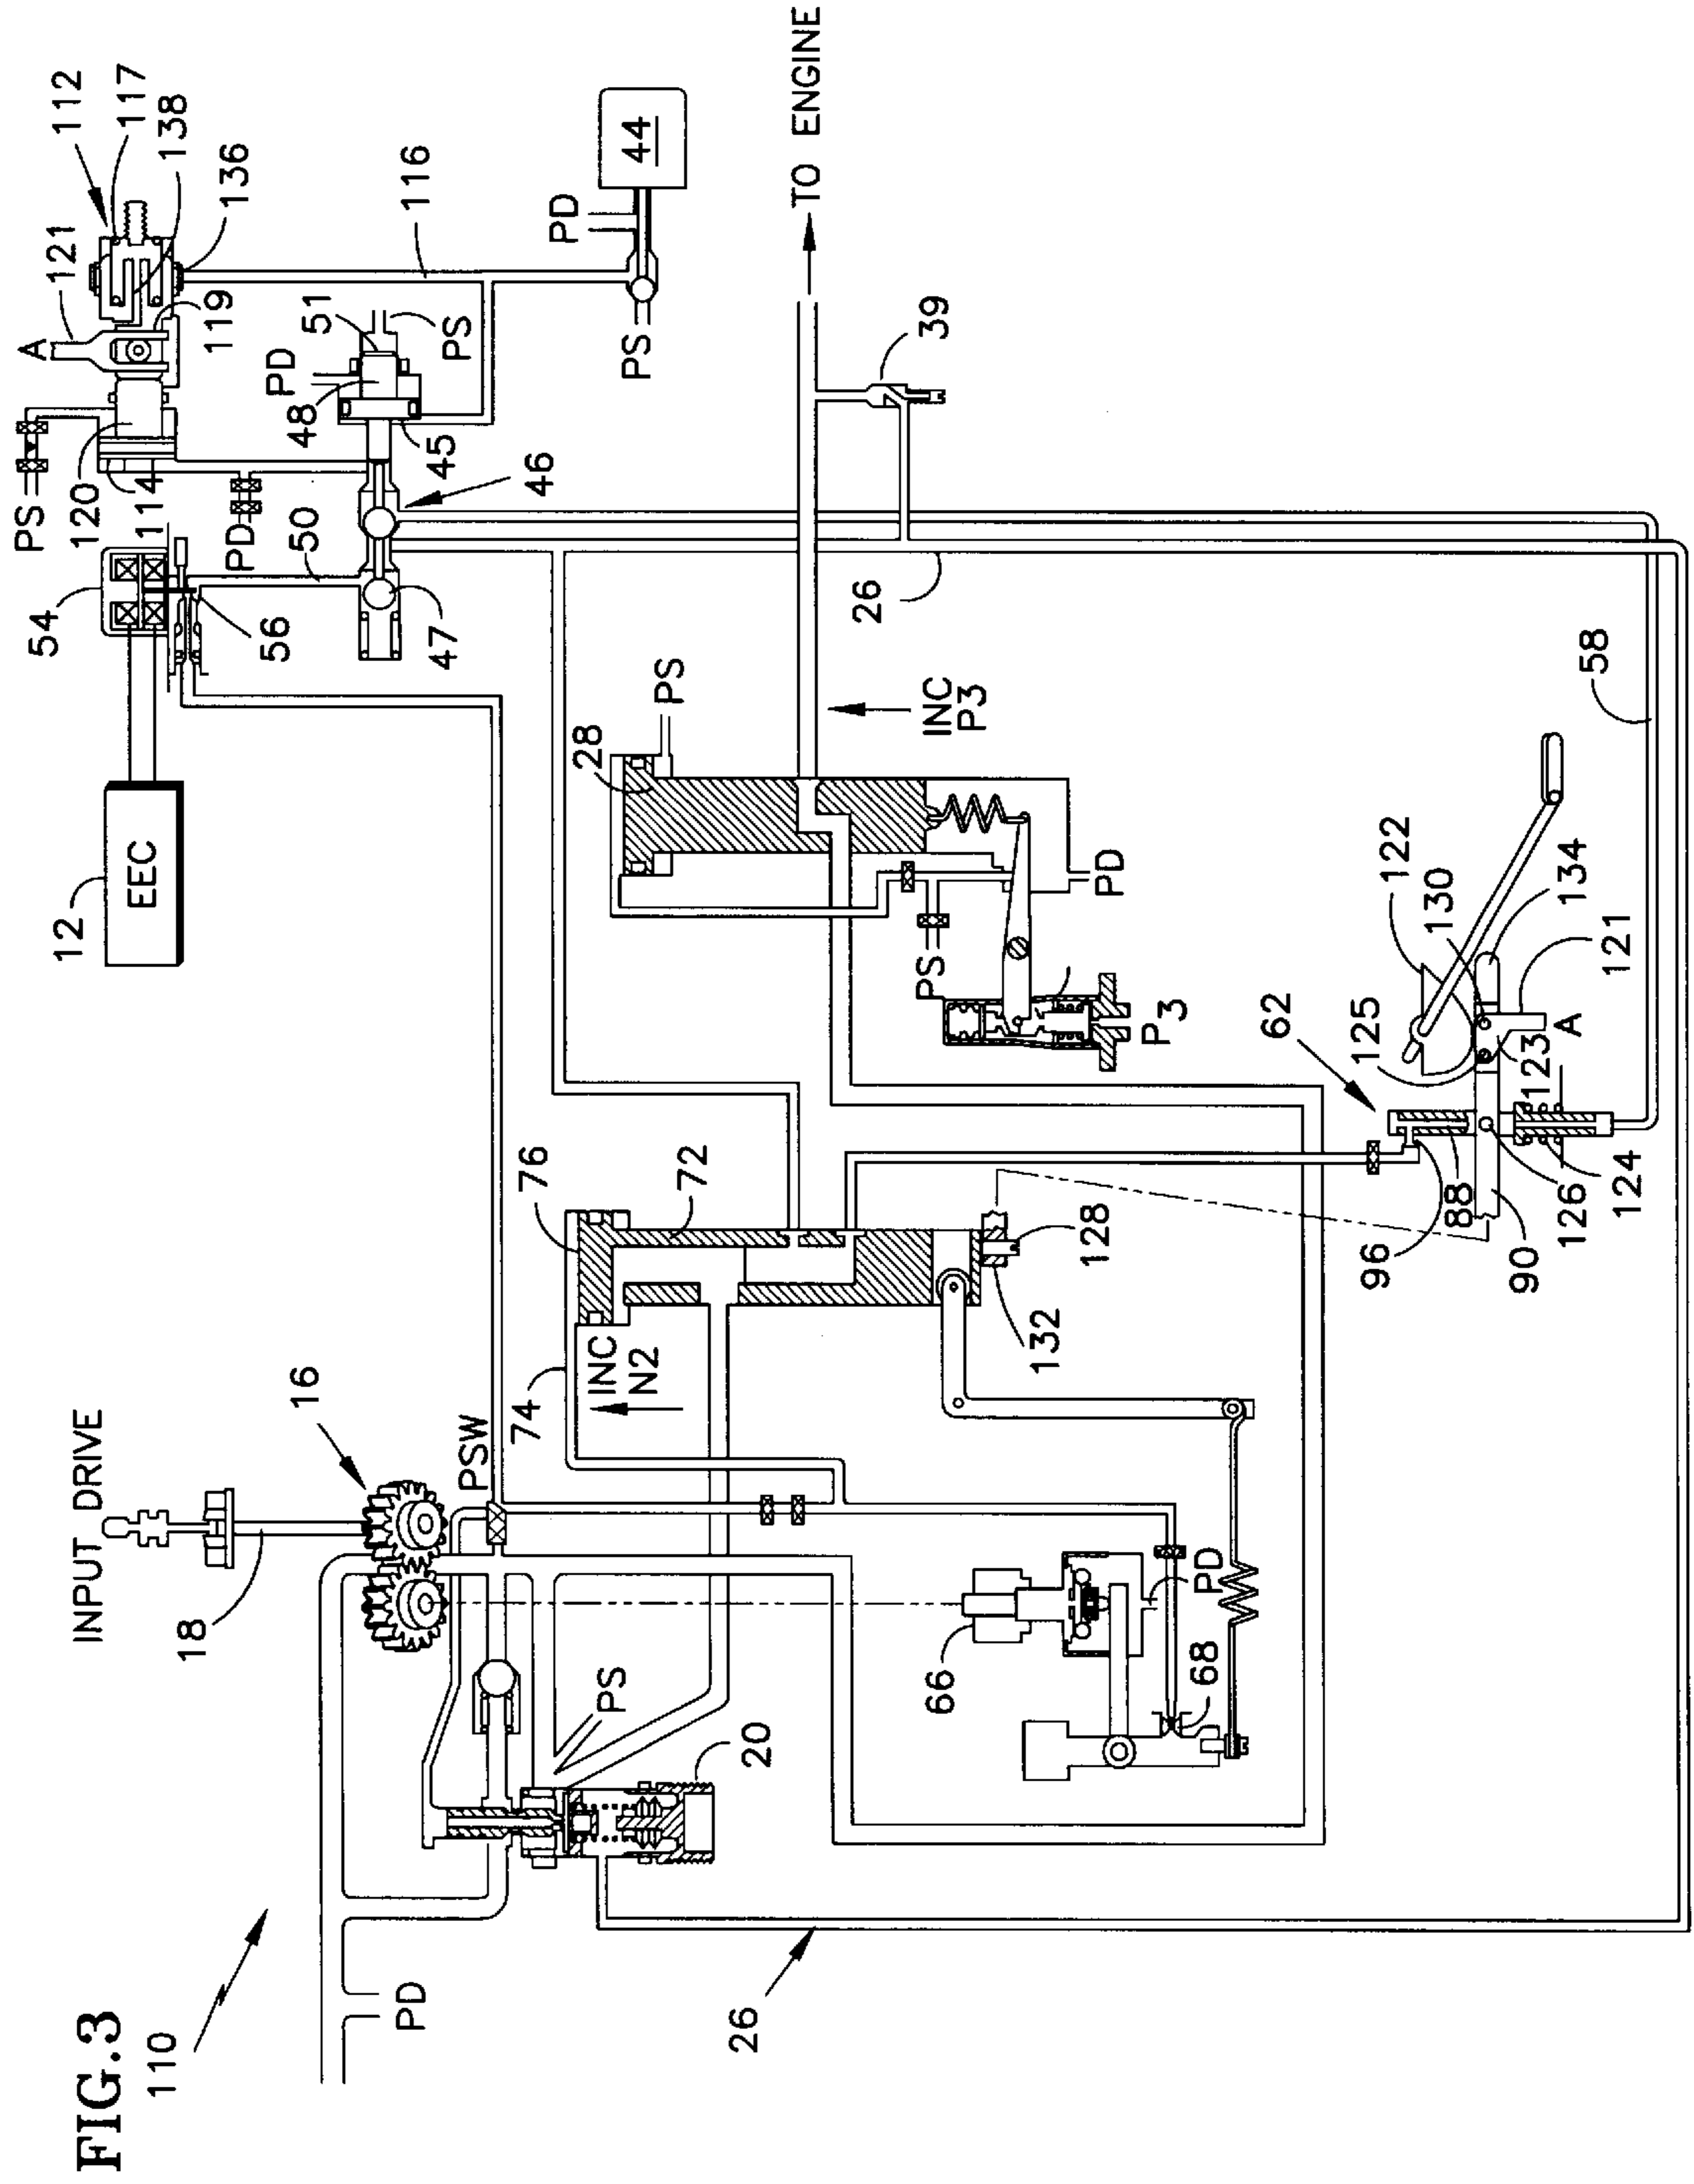 FIG.3
110
PD
INPUT DRIVE
18
16
PSW
PS
20
26
74
INC
N2
76
72
66
68
PD
132
128
12
EEC
54
56
50
47
46
45
48
51
PD
PS
PS
120
114
PD
A
121
119
112
117
138
136
116
PD
PS
44
TO ENGINE
39
26
28
PS
INC
P3
PS
PD
P3
58
62
96
88
90
126
124
125
123
130
122
134
121
A